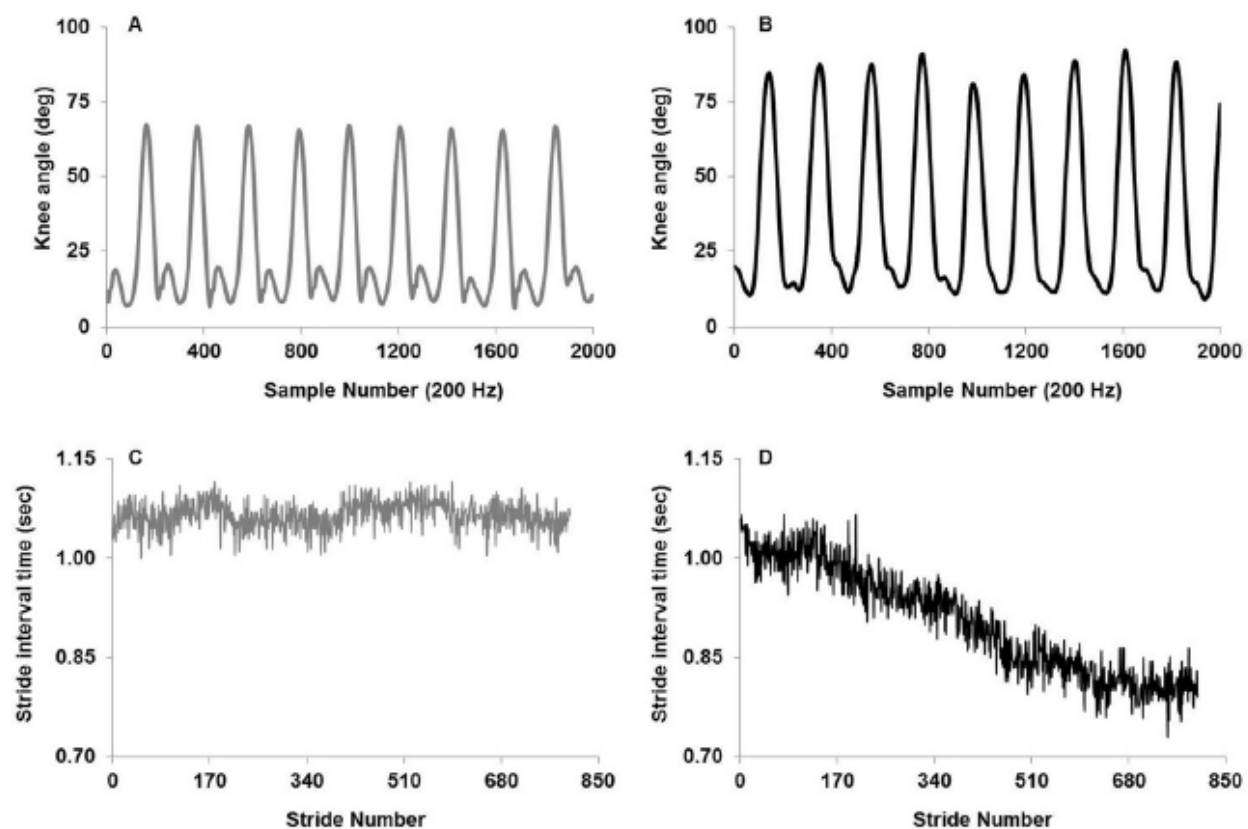 A
100
75
50
25
0
Knee angle (deg)
0 400 800 1200 1600 2000
Sample Number (200 Hz)
B
100
75
50
25
0
Knee angle (deg)
0 400 800 1200 1600 2000
Sample Number (200 Hz)
C
1.15
1.00
0.85
0.70
Stride interval time (sec)
0 170 340 510 680 850
Stride Number
D
1.15
1.00
0.85
0.70
Stride interval time (sec)
0 170 340 510 680 850
Stride Number